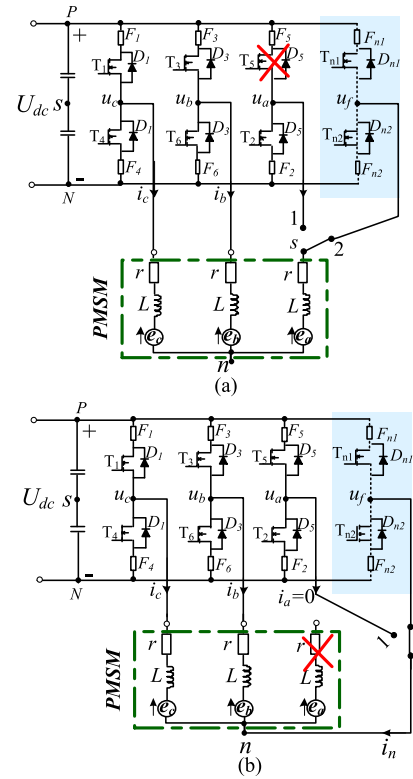 P
+ F1 F3 F5 Fn1
T1 D1 T3 D3 T5 D5 Tn1 Dn1
Udc s uc ub ua uf
T4 D1 T6 D3 T2 D5 Tn2 Dn2
F4 F6 F2 Fn2
- N ic ib 1
s 2
r r r
PMSM L L L
ec eb ea
n
(a)
P
+ F1 F3 F5 Fn1
T1 D1 T3 D3 T5 D5 Tn1 Dn1
Udc s uc ub ua uf
T4 D1 T6 D3 T2 D5 Tn2 Dn2
F4 F6 F2 Fn2
- N ic ib ia=0
1
r r r
PMSM L L L
ec eb ea
n in
(b)